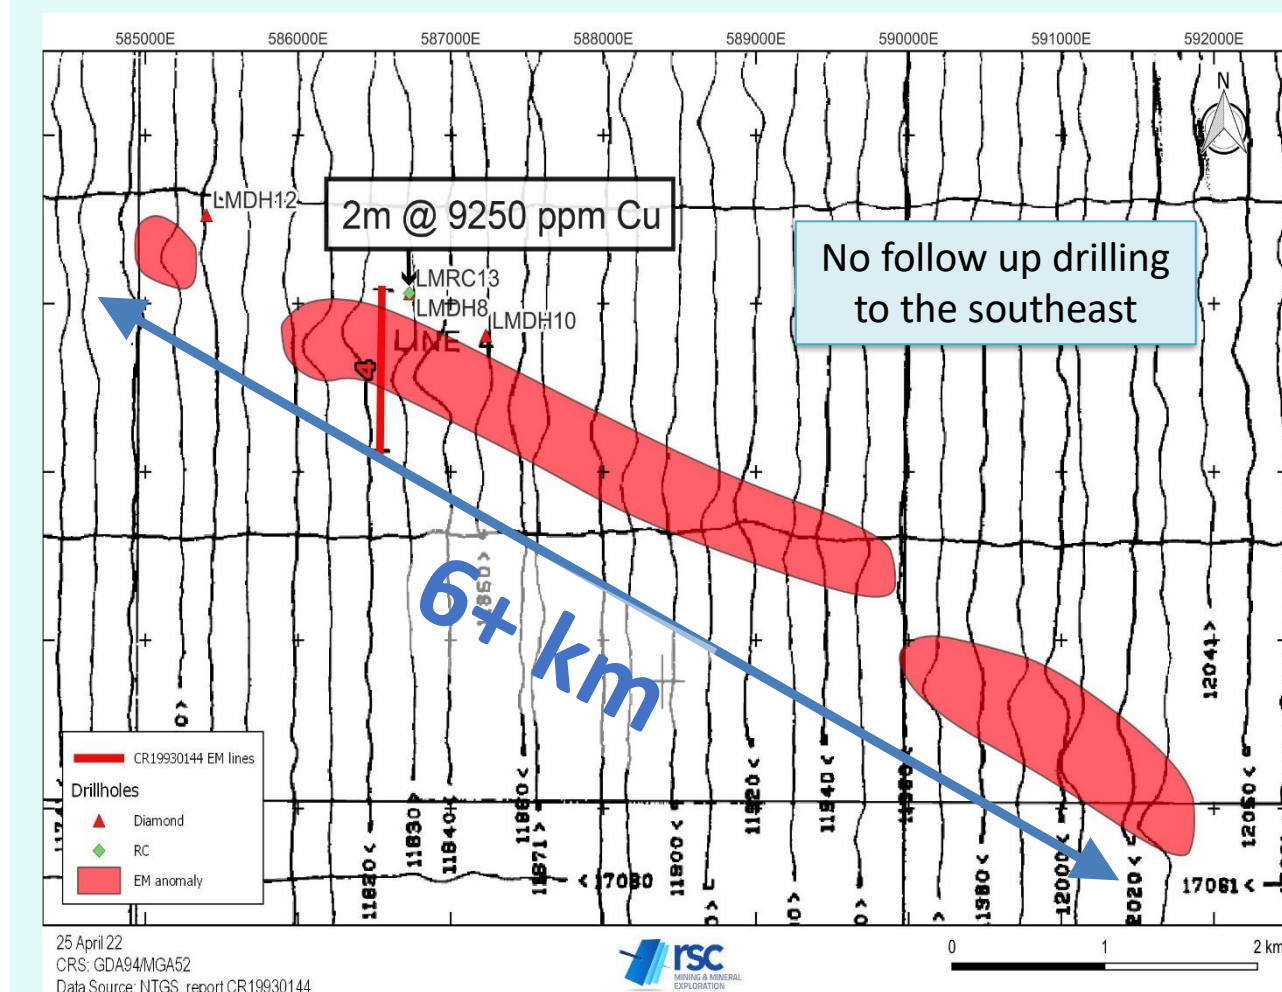 585000E 586000E 587000E 588000E 589000E 590000E 591000E 592000E
N
LMDH12
2m @ 9250 ppm Cu
No follow up drilling
to the southeast
LMRC13
LMDH8
LMDH10
LINE
4
6+ km
12041>
CR19930144 EM lines
Drillholes
Diamond
RC
EM anomaly
11820<
11830>
11840<
11860<
11871>
<17080
11900<
11920<
11940<
11980<
12000<
2020<
12060<
17081<
25 April 22
CRS: GDA94/MGA52
Data Source: NTGS report CR19930144
rsc
MINING & MINERAL
EXPLORATION
0 1 2 km